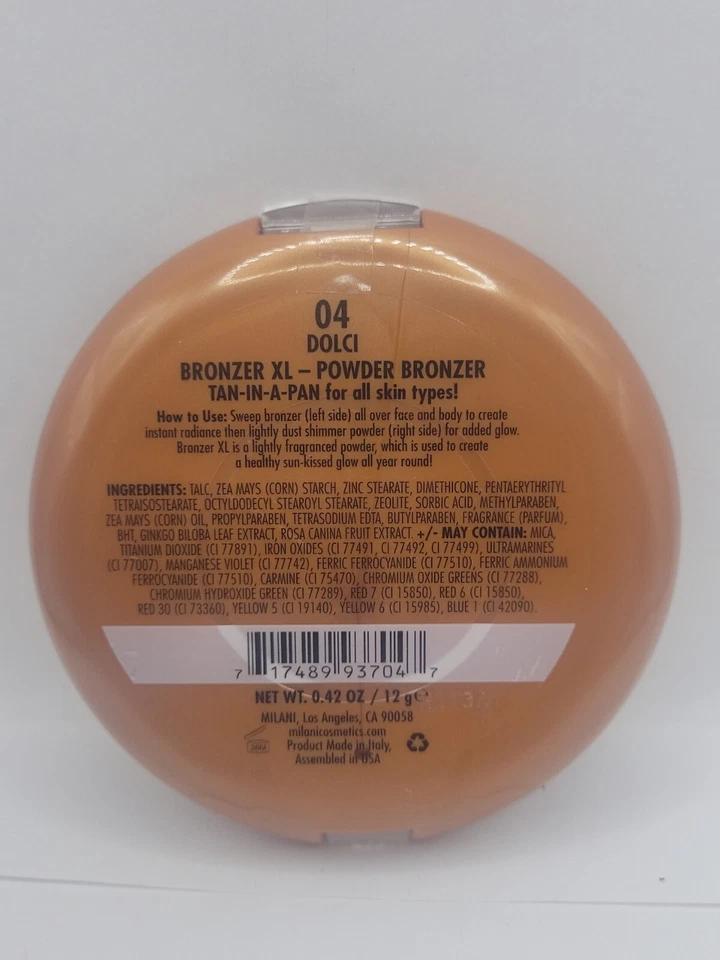 04
DOLCI
BRONZER XL – POWDER BRONZER
TAN-IN-A-PAN for all skin types!
How to Use: Sweep bronzer (left side) all over face and body to create
instant radiance then lightly dust shimmer powder (right side) for added glow.
Bronzer XL is a lightly fragranced powder, which is used to create
a healthy sun-kissed glow all year round!
INGREDIENTS: TALC, ZEA MAYS (CORN) STARCH, ZINC STEARATE, DIMETHICONE, PENTAERYTHRITYL
TETRAISOSTEARATE, OCTYLDODECYL STEAROYL STEARATE, ZEOLITE, SORBIC ACID, METHYLPARABEN,
ZEA MAYS (CORN) OIL, PROPYLPARABEN, TETRASODIUM EDTA, BUTYLPARABEN, FRAGRANCE (PARFUM),
BHT, GINKGO BILOBA LEAF EXTRACT, ROSA CANINA FRUIT EXTRACT. +/- MAY CONTAIN: MICA,
TITANIUM DIOXIDE (CI 77891), IRON OXIDES (CI 77491, CI 77492, CI 77499), ULTRAMARINES
(CI 77007), MANGANESE VIOLET (CI 77742), FERRIC FERROCYANIDE (CI 77510), FERRIC AMMONIUM
FERROCYANIDE (CI 77510), CARMINE (CI 75470), CHROMIUM OXIDE GREENS (CI 77288),
CHROMIUM HYDROXIDE GREEN (CI 77289), RED 7 (CI 15850), RED 6 (CI 15850),
RED 30 (CI 73360), YELLOW 5 (CI 19140), YELLOW 6 (CI 15985), BLUE 1 (CI 42090).
7 17489 93704 7
NET WT. 0.42 OZ / 12 g℮
MILANI, Los Angeles, CA 90058
milanicosmetics.com
Product Made in Italy,
Assembled in USA